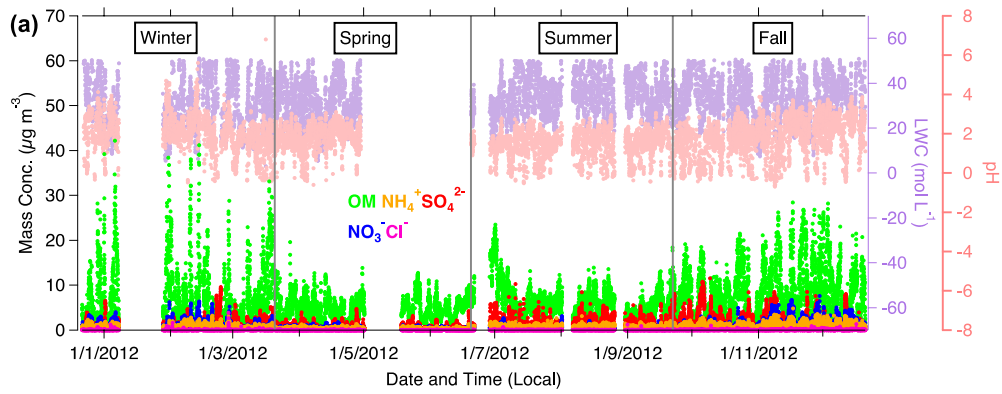 (a)
Winter Spring Summer Fall
Mass Conc. (µg m⁻³)
70
60
50
40
30
20
10
0
OM NH₄⁺ SO₄²⁻
NO₃⁻ Cl⁻
1/1/2012 1/3/2012 1/5/2012 1/7/2012 1/9/2012 1/11/2012
Date and Time (Local)
60
40
20
0
-20
-40
-60
LWC (mol L⁻¹)
8
6
4
2
0
-2
-4
-6
-8
pH